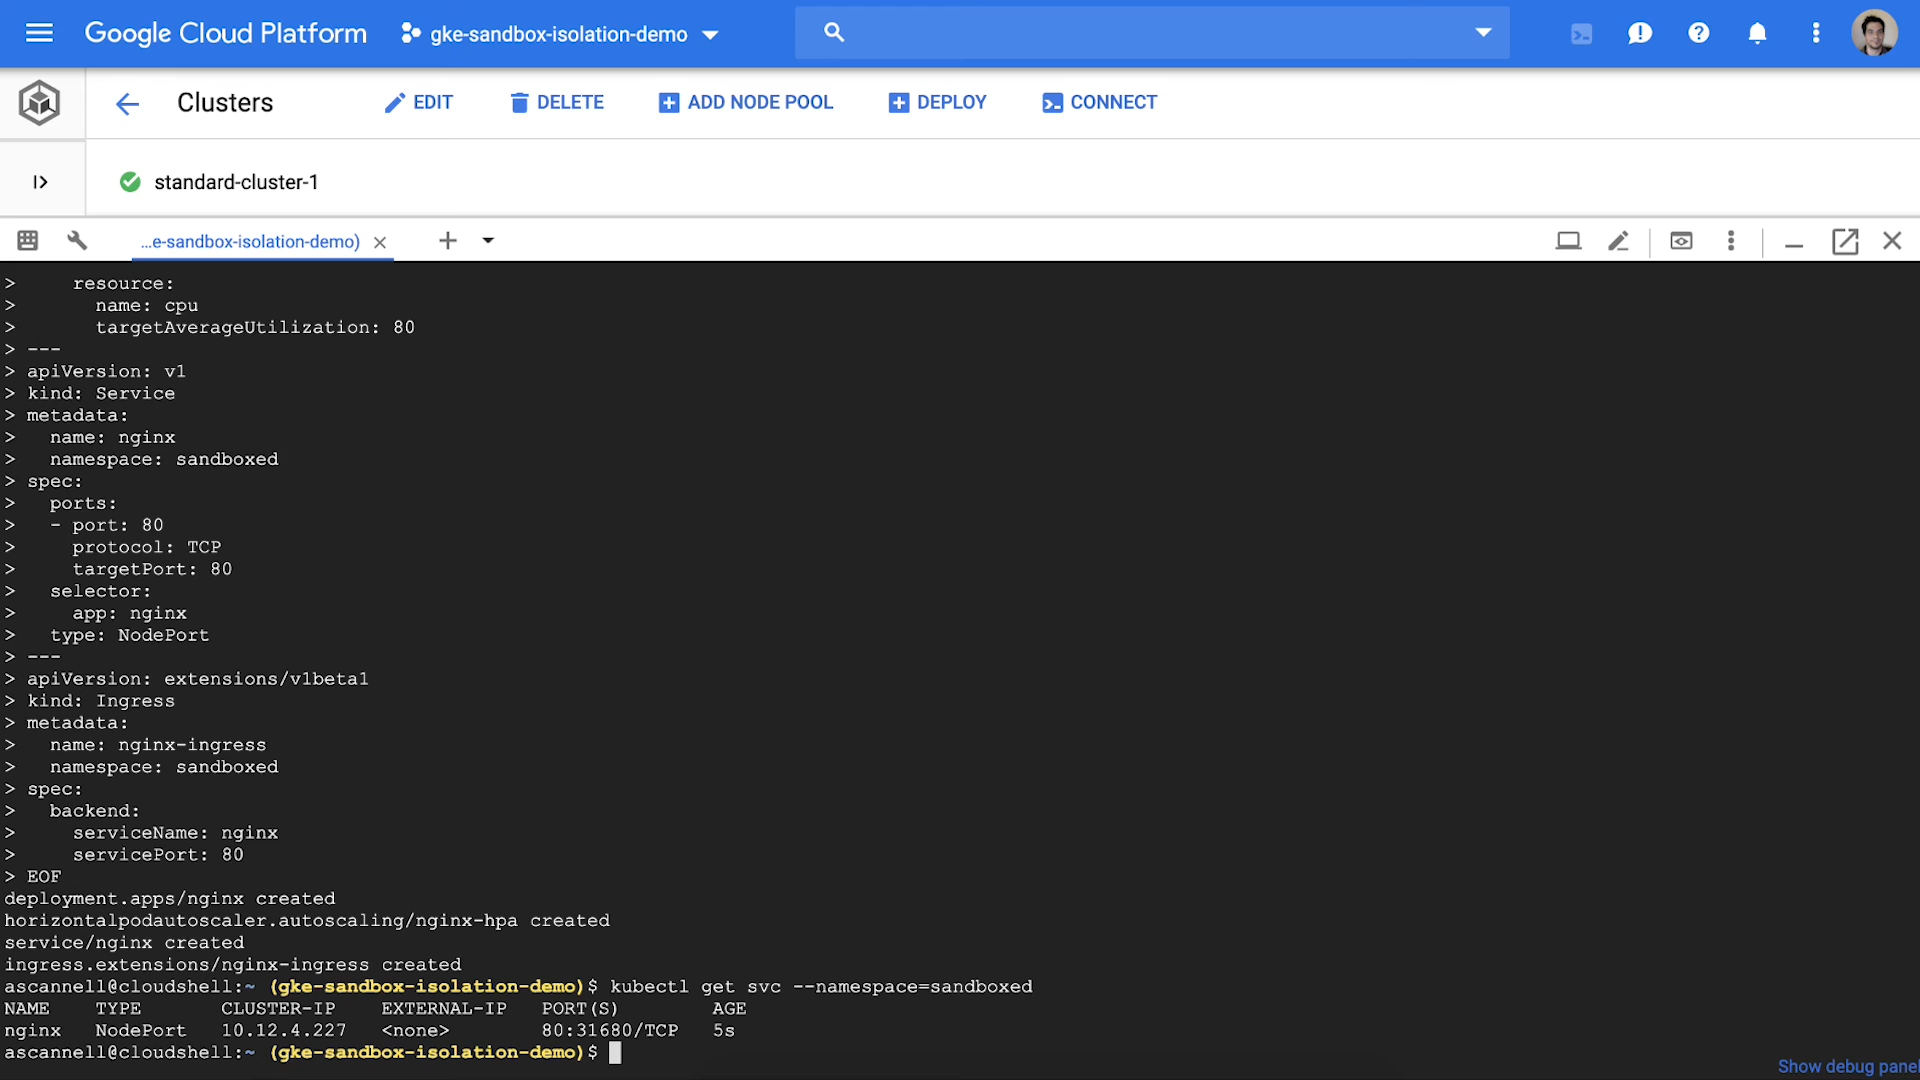 Google Cloud Platform
gke-sandbox-isolation-demo
Clusters
EDIT
DELETE
ADD NODE POOL
DEPLOY
CONNECT
standard-cluster-1
...e-sandbox-isolation-demo)
>     resource:
>       name: cpu
>       targetAverageUtilization: 80
> ---
> apiVersion: v1
> kind: Service
> metadata:
>   name: nginx
>   namespace: sandboxed
> spec:
>   ports:
>   - port: 80
>     protocol: TCP
>     targetPort: 80
>   selector:
>     app: nginx
>   type: NodePort
> ---
> apiVersion: extensions/v1beta1
> kind: Ingress
> metadata:
>   name: nginx-ingress
>   namespace: sandboxed
> spec:
>   backend:
>     serviceName: nginx
>     servicePort: 80
> EOF
deployment.apps/nginx created
horizontalpodautoscaler.autoscaling/nginx-hpa created
service/nginx created
ingress.extensions/nginx-ingress created
ascannell@cloudshell:~ (gke-sandbox-isolation-demo)$ kubectl get svc --namespace=sandboxed
NAME    TYPE       CLUSTER-IP    EXTERNAL-IP   PORT(S)        AGE
nginx   NodePort   10.12.4.227   <none>        80:31680/TCP   5s
ascannell@cloudshell:~ (gke-sandbox-isolation-demo)$
Show debug panel